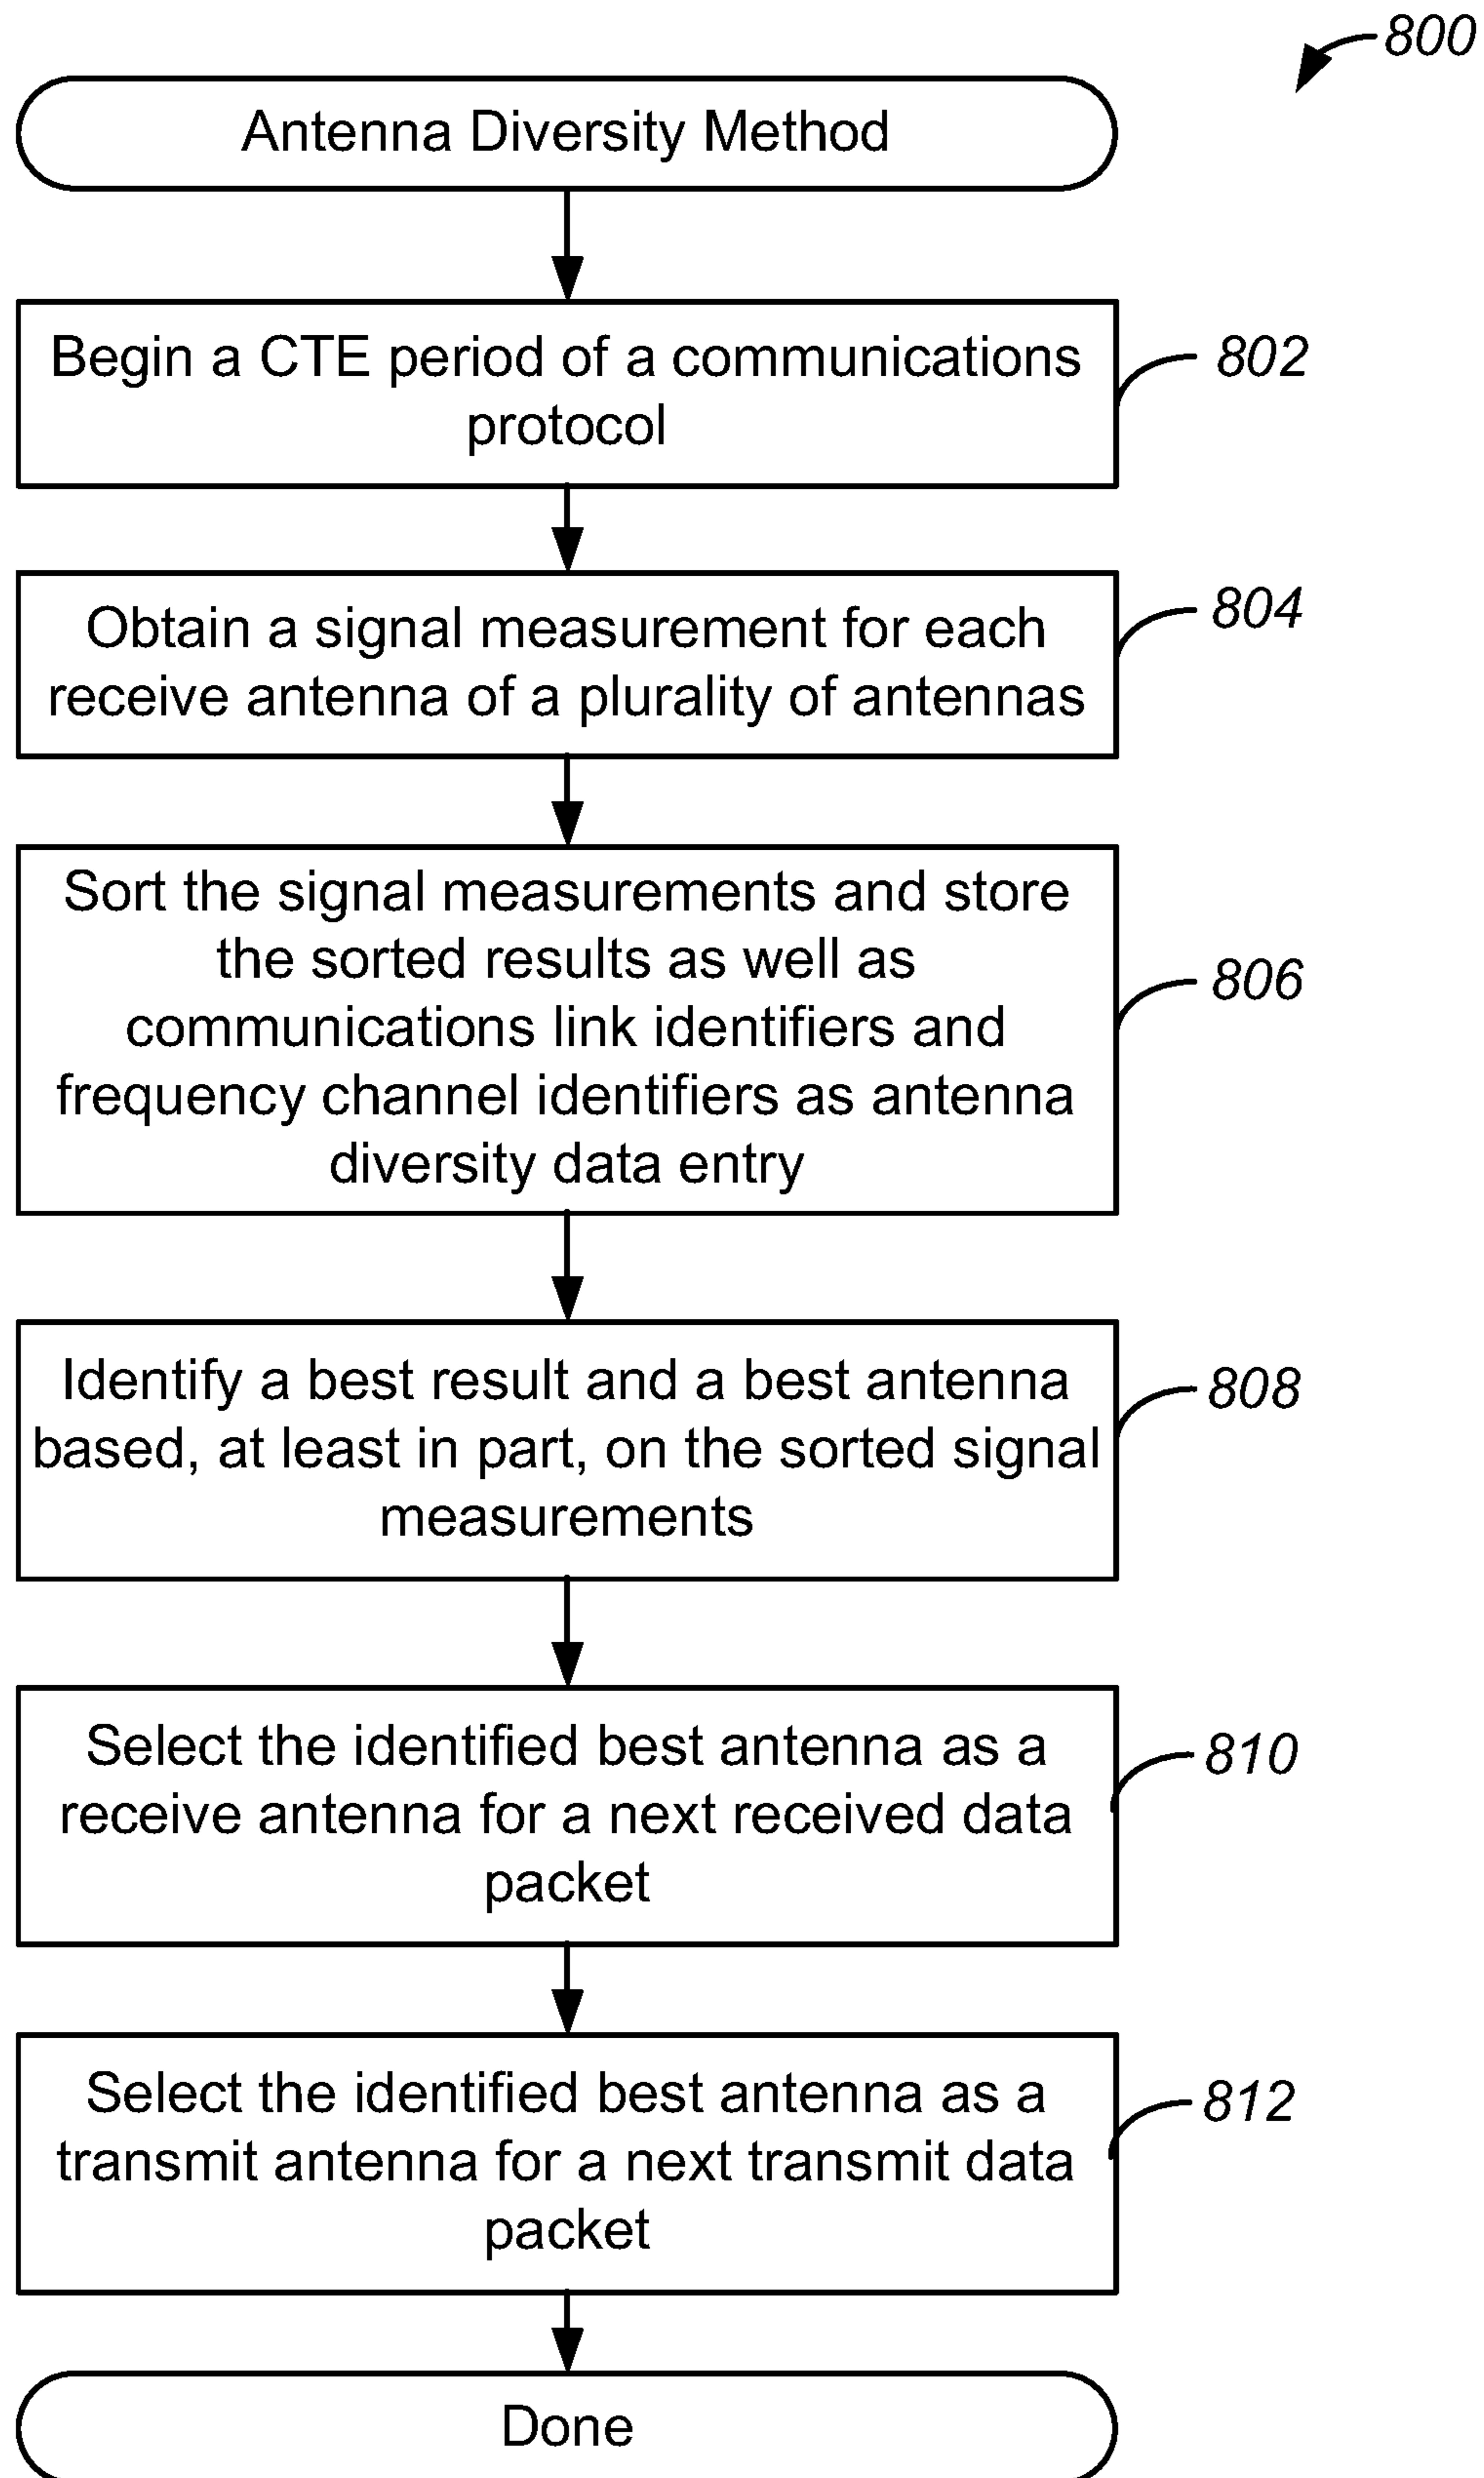 800
Antenna Diversity Method
Begin a CTE period of a communications
protocol
802
Obtain a signal measurement for each
receive antenna of a plurality of antennas
804
Sort the signal measurements and store
the sorted results as well as
communications link identifiers and
frequency channel identifiers as antenna
diversity data entry
806
Identify a best result and a best antenna
based, at least in part, on the sorted signal
measurements
808
Select the identified best antenna as a
receive antenna for a next received data
packet
810
Select the identified best antenna as a
transmit antenna for a next transmit data
packet
812
Done